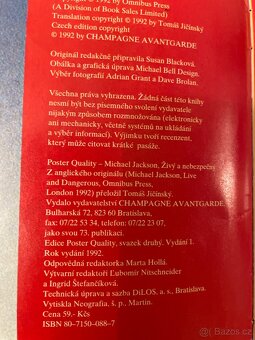 Copyright © 1992 by Omnibus Press
(A Division of Book Sales Limited)
Translation copyright © 1992 by Tomáš Jičínský
Czech edition copyright
© 1992 by CHAMPAGNE AVANTGARDE
Originál redakčně připravila Susan Blacková,
Obálka a grafická úprava Michael Bell Design.
Výběr fotografií Adrian Grant a Dave Brolan.
Všechna práva vyhrazena. Žádná část této knihy
nesmí být bez písemného svolení vydavatele
nijakým způsobem rozmnožována (elektronicky
ani mechanicky, včetně systémů na ukládání
a výběr informací). Výjimku tvoří recenzent,
který může citovat krátké pasáže.
Poster Quality – Michael Jackson, Živý a nebezpečný
Z anglického originálu (Michael Jackson, Live
and Dangerous, Omnibus Press,
London 1992) přeložil Tomáš Jičínský.
Vydalo vydavatelství CHAMPAGNE AVANTGARDE,
Bulharská 72, 823 60 Bratislava,
fax: 07/22 53 34, telefon: 07/22 23 07,
jako svou 73. publikaci.
Edice Poster Quality, svazek druhý. Vydání 1.
Rok vydání 1992.
Odpovědná redaktorka Marta Hollá.
Výtvarní redaktoři Ľubomír Nitschneider
a Ingrid Štefančíková.
Technická úprava a sazba DiLOS, a. s., Bratislava.
Vytiskla Neografia, š. p., Martin.
Cena 59,- Kčs
ISBN 80-7150-088-7
sbazar.cz